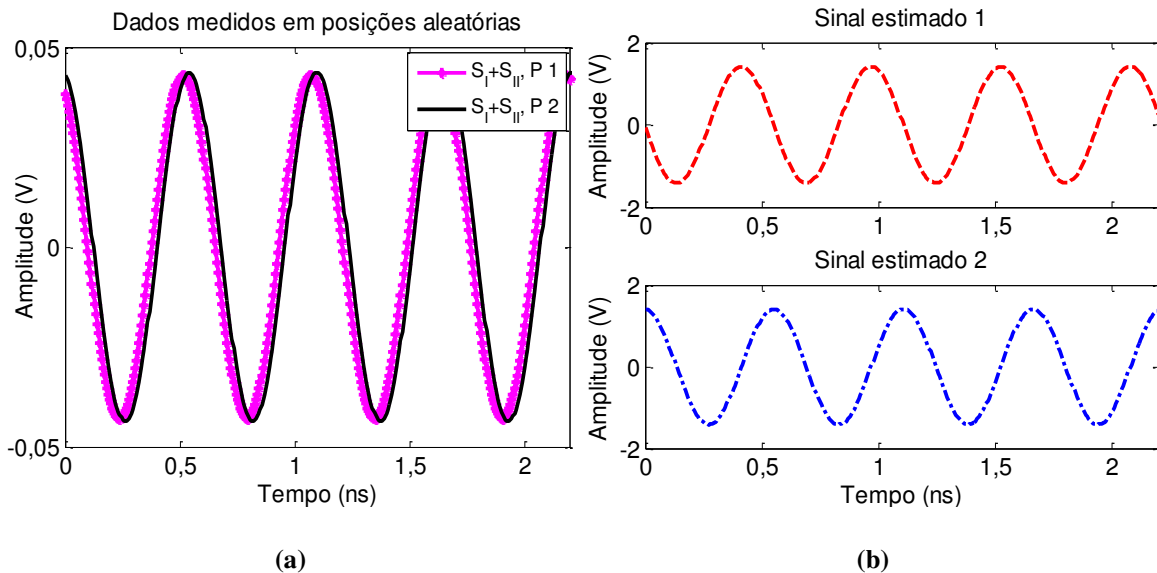 Dados medidos em posições aleatórias
0,05
S_I+S_II, P 1
S_I+S_II, P 2
Amplitude (V)
0
-0,05
0 0,5 1 1,5 2
Tempo (ns)
(a)
Sinal estimado 1
2
Amplitude (V)
0
-2
0 0,5 1 1,5 2
Sinal estimado 2
2
Amplitude (V)
0
-2
0 0,5 1 1,5 2
Tempo (ns)
(b)